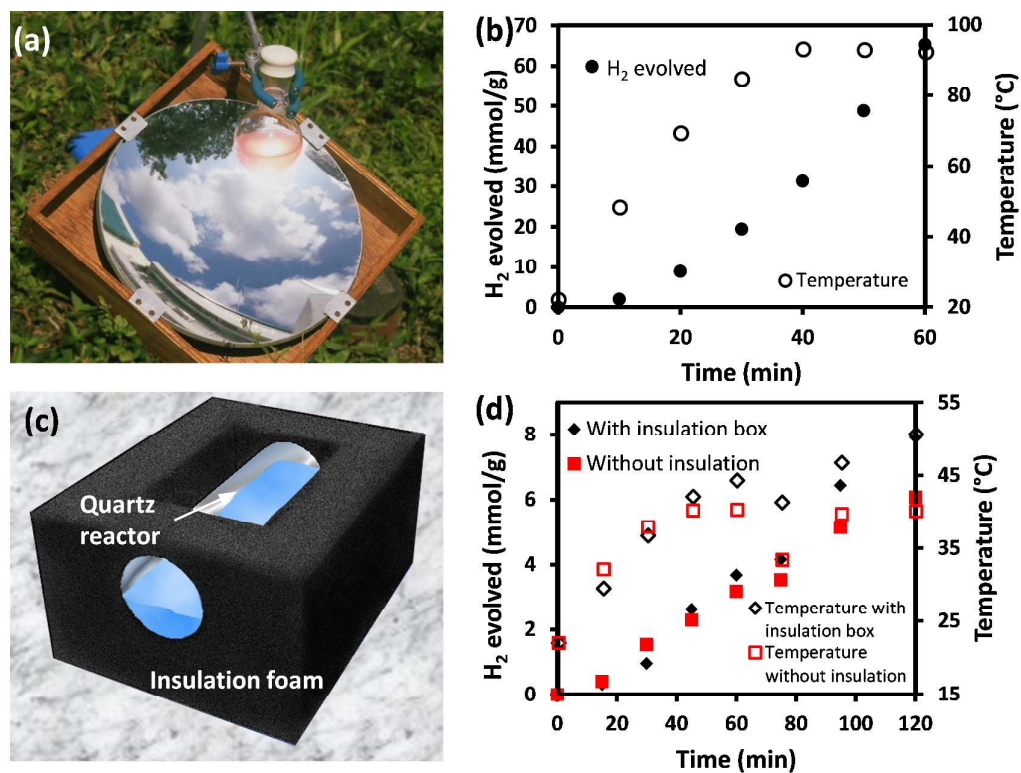 (a)
(b)
H₂ evolved (mmol/g)
70
60
50
40
30
20
10
0
H₂ evolved
Temperature
100
80
60
40
20
Temperature (°C)
0
20
40
60
Time (min)
(c)
Quartz
reactor
Insulation foam
(d)
H₂ evolved (mmol/g)
8
6
4
2
0
With insulation box
Without insulation
Temperature with
insulation box
Temperature
without insulation
55
45
35
25
15
Temperature (°C)
0
20
40
60
80
100
120
Time (min)